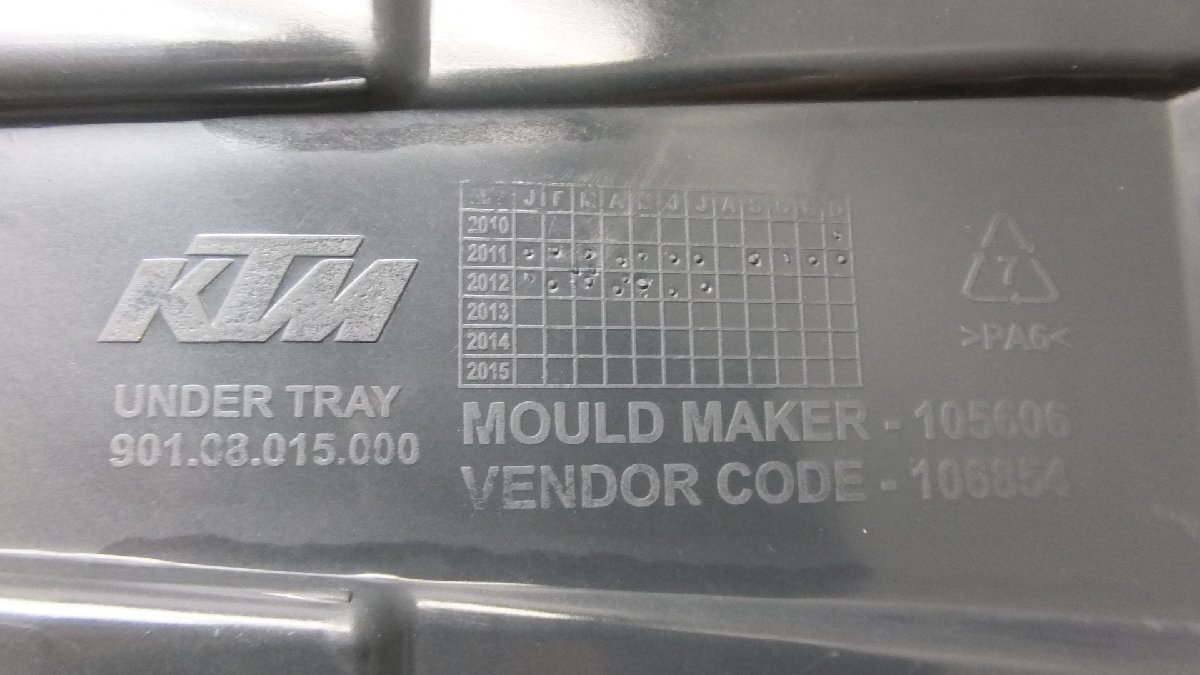 J F M A M J J A S O N D
2010
2011
2012
2013
2014
2015
KTM
UNDER TRAY
901.08.015.000
MOULD MAKER - 105606
VENDOR CODE - 106854
7
>PA6<